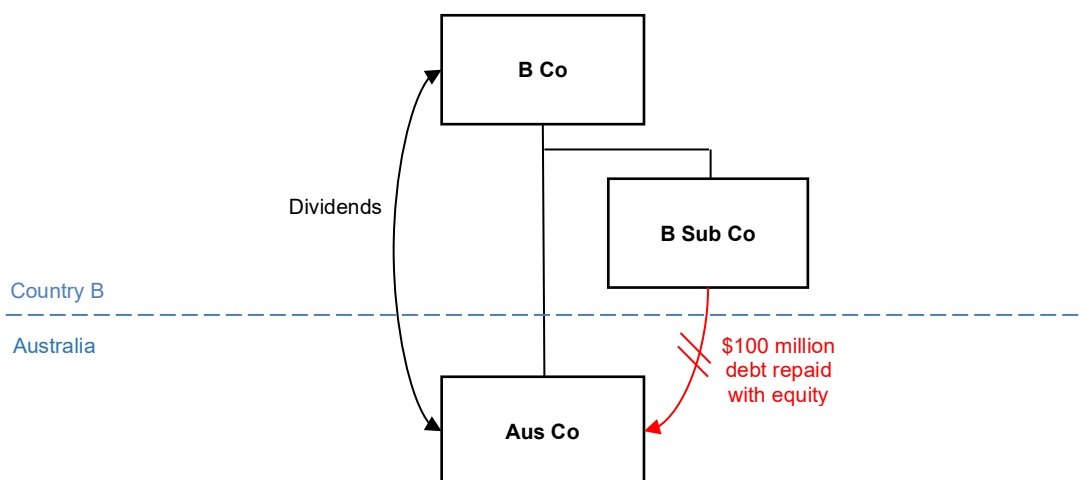 B Co
Dividends
B Sub Co
Country B
Australia
$100 million
debt repaid
with equity
Aus Co